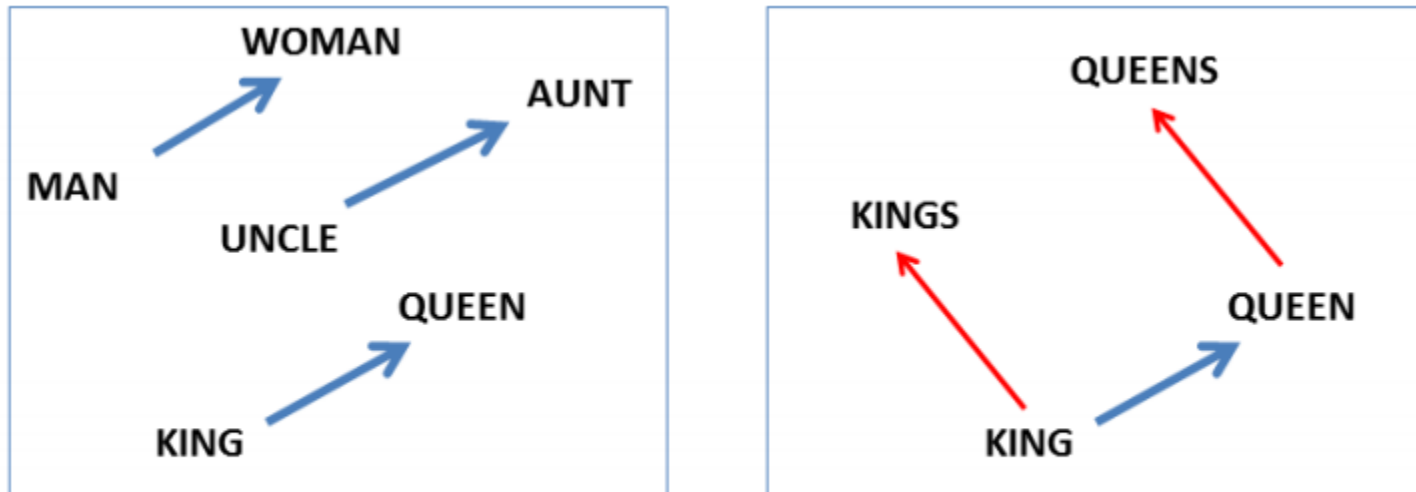 WOMAN
AUNT
MAN
UNCLE
QUEEN
KING
QUEENS
KINGS
QUEEN
KING